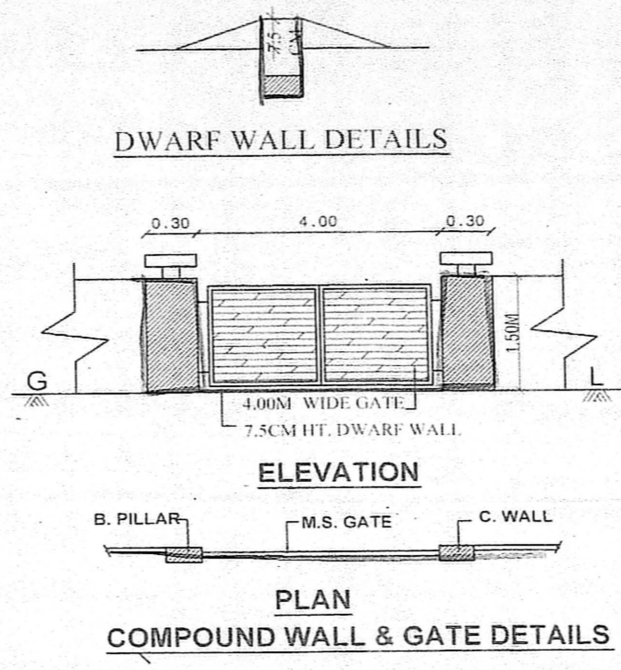 7.5
CM
DWARF WALL DETAILS
0.30 4.00 0.30
1.50M
G L
4.00M WIDE GATE
7.5CM HT. DWARF WALL
ELEVATION
B. PILLAR M.S. GATE C. WALL
PLAN
COMPOUND WALL & GATE DETAILS